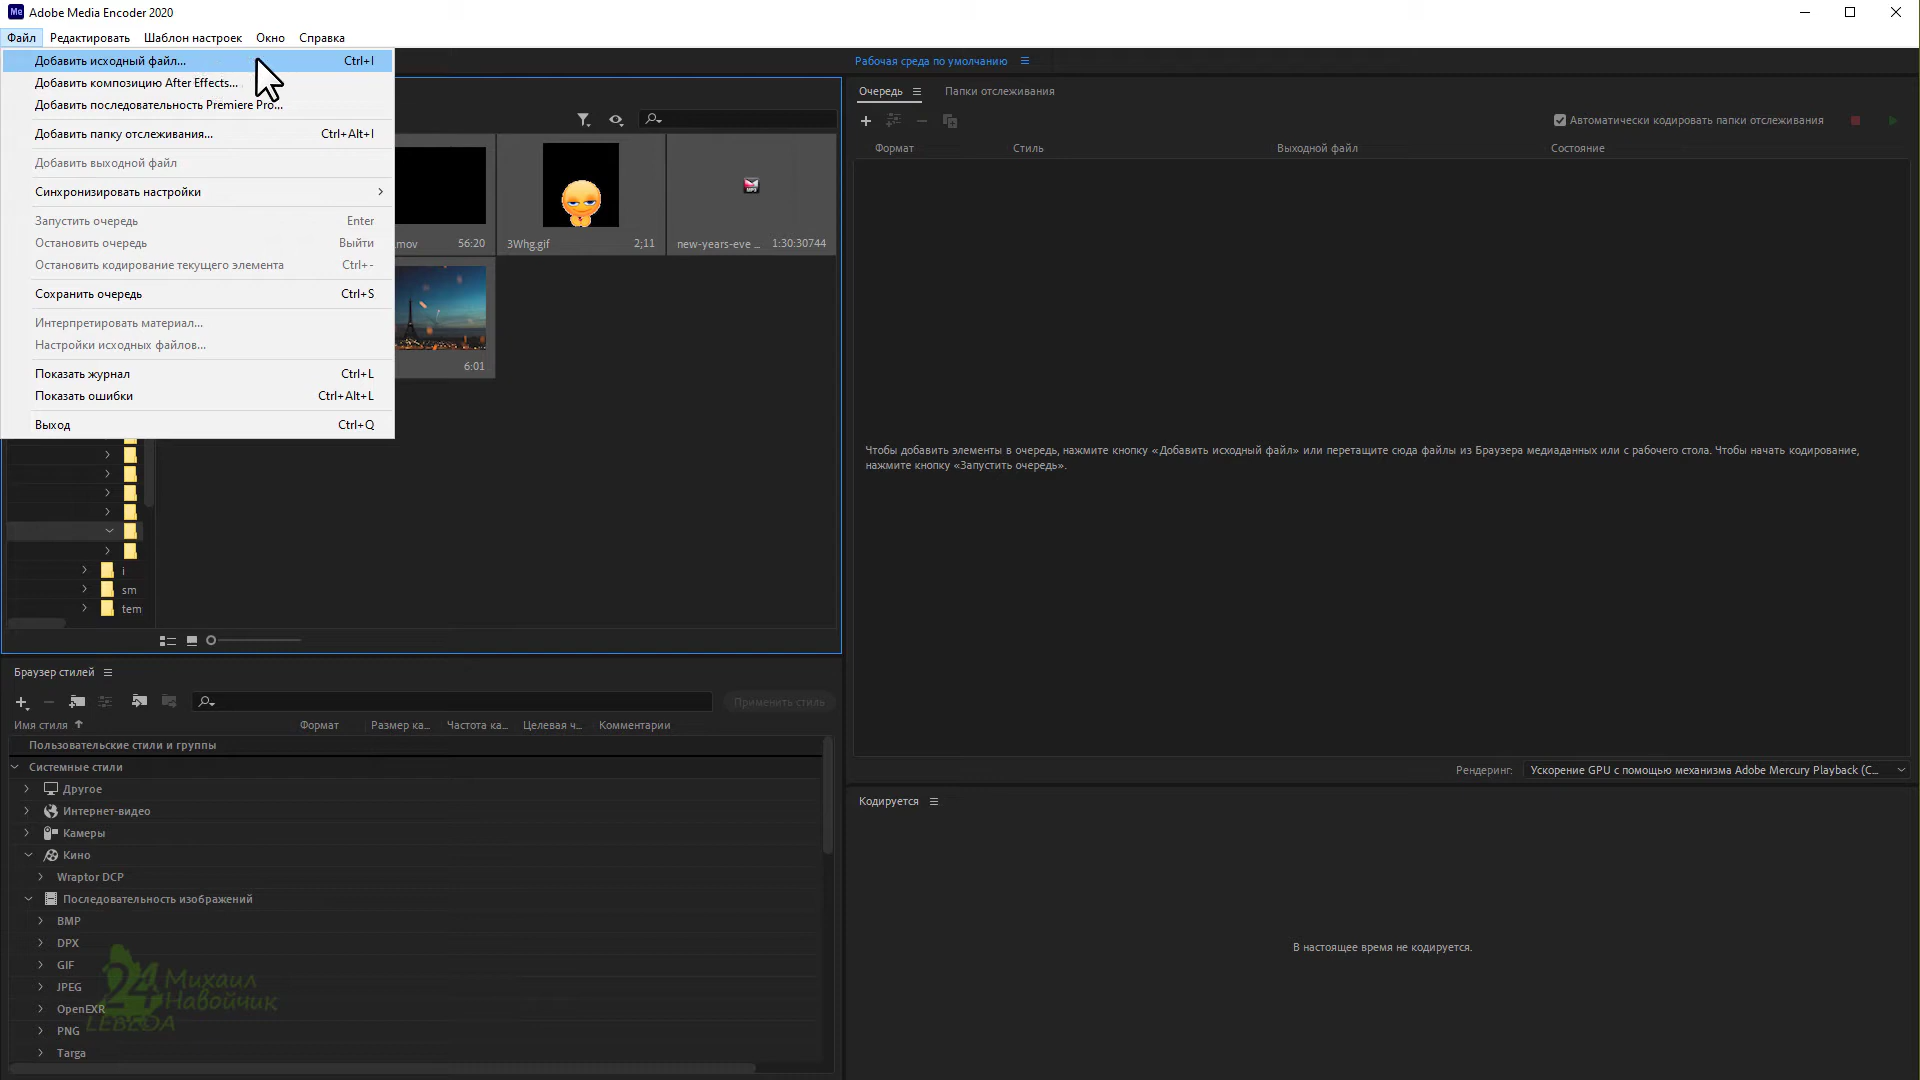 Me Adobe Media Encoder 2020
Файл Редактировать Шаблон настроек Окно Справка
Добавить исходный файл... Ctrl+I
Добавить композицию After Effects...
Добавить последовательность Premiere Pro...
Добавить папку отслеживания... Ctrl+Alt+I
Добавить выходной файл
Синхронизировать настройки
Запустить очередь Enter
Остановить очередь Выйти
Остановить кодирование текущего элемента Ctrl+-
Сохранить очередь Ctrl+S
Интерпретировать материал...
Настройки исходных файлов...
Показать журнал Ctrl+L
Показать ошибки Ctrl+Alt+L
Выход Ctrl+Q
.mov 56:20
3Whg.gif 2;11
MP3
new-years-eve ... 1:30:30744
6:01
i
sm
tem
Браузер стилей
Применить стиль
Имя стиля Формат Размер ка... Частота ка... Целевая ч... Комментарии
Пользовательские стили и группы
Системные стили
Другое
Интернет-видео
Камеры
Кино
Wraptor DCP
Последовательность изображений
BMP
DPX
GIF
JPEG
OpenEXR
PNG
Targa
24 Михаил
Навойчик
LEBEDA
Рабочая среда по умолчанию
Очередь Папки отслеживания
Автоматически кодировать папки отслеживания
Формат Стиль Выходной файл Состояние
Чтобы добавить элементы в очередь, нажмите кнопку «Добавить исходный файл» или перетащите сюда файлы из Браузера медиаданных или с рабочего стола. Чтобы начать кодирование,
нажмите кнопку «Запустить очередь».
Рендеринг: Ускорение GPU с помощью механизма Adobe Mercury Playback (C...
Кодируется
В настоящее время не кодируется.